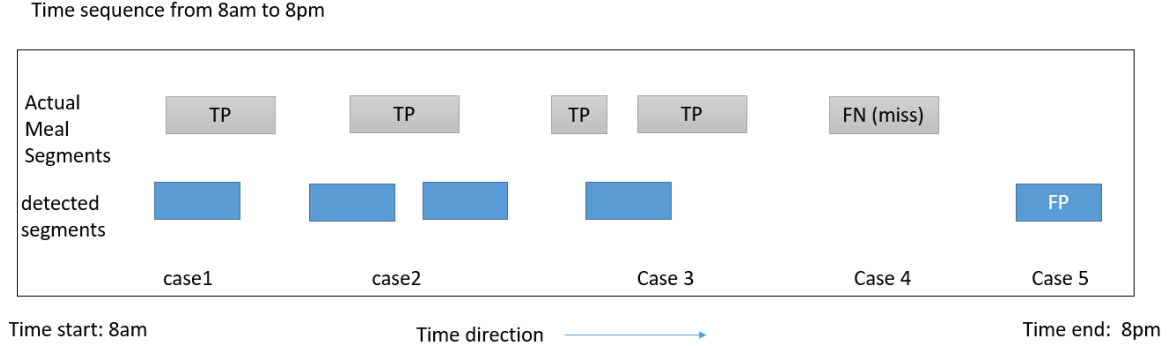 Time sequence from 8am to 8pm
Actual
Meal
Segments
TP
TP
TP
TP
FN (miss)
detected
segments
FP
case1
case2
Case 3
Case 4
Case 5
Time start: 8am
Time direction
Time end:  8pm